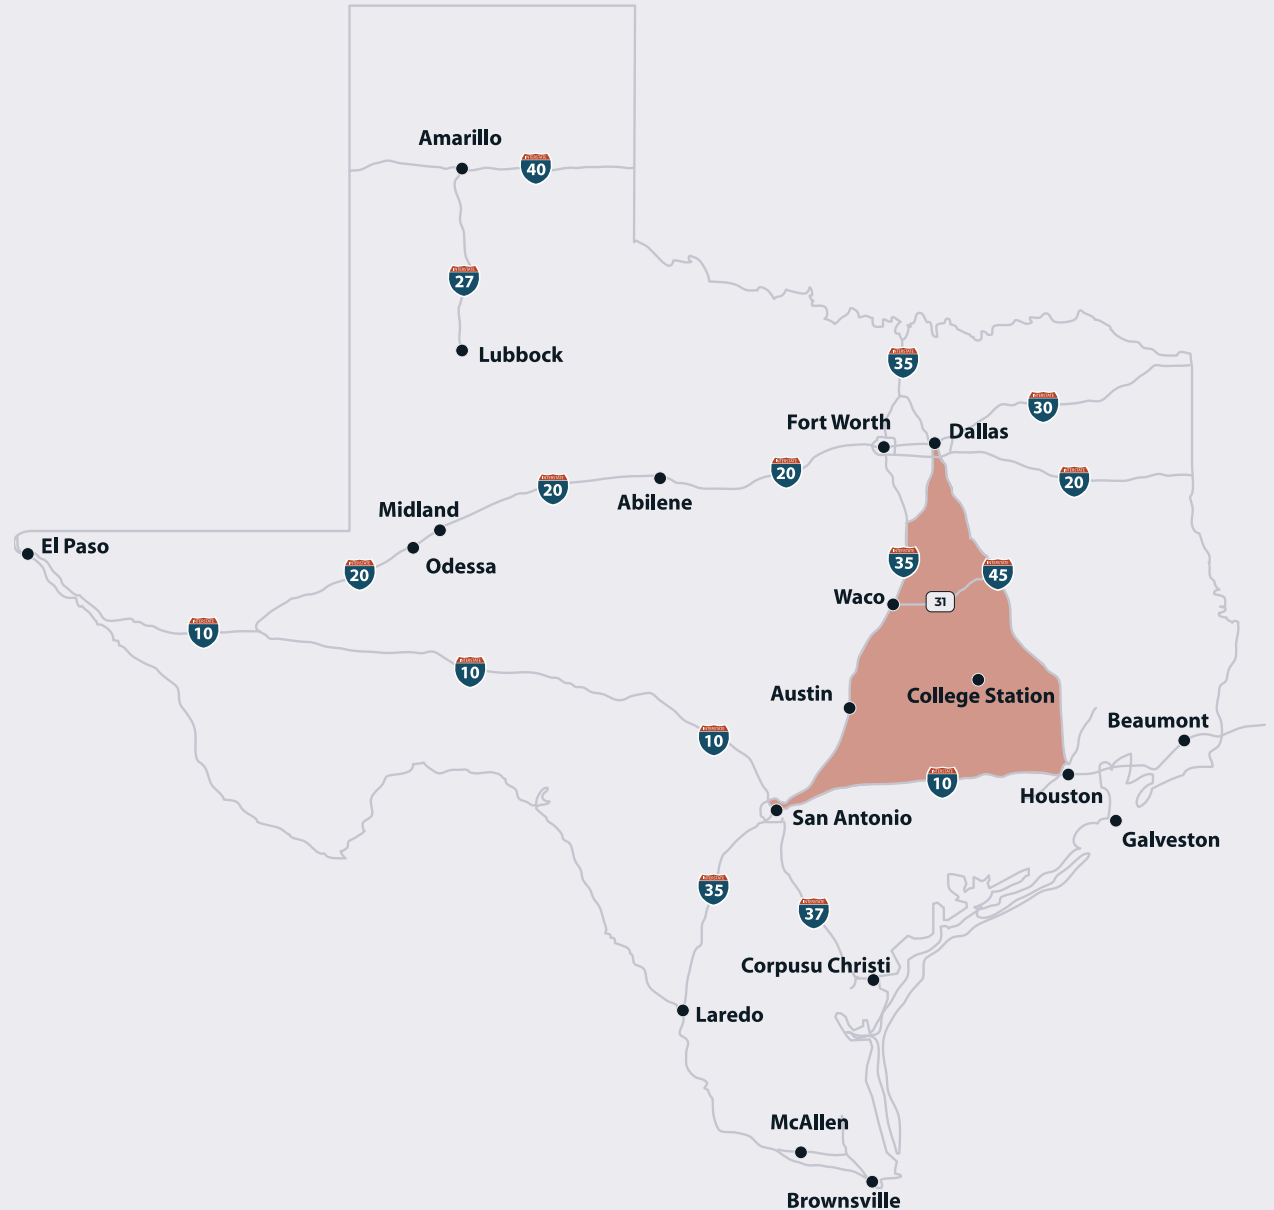 Amarillo
40
27
Lubbock
35
30
Fort Worth
Dallas
20
20
20
Abilene
Midland
El Paso
Odessa
20
35
45
Waco
31
10
10
College Station
Austin
Beaumont
10
10
Houston
San Antonio
Galveston
35
37
Corpusu Christi
Laredo
McAllen
Brownsville